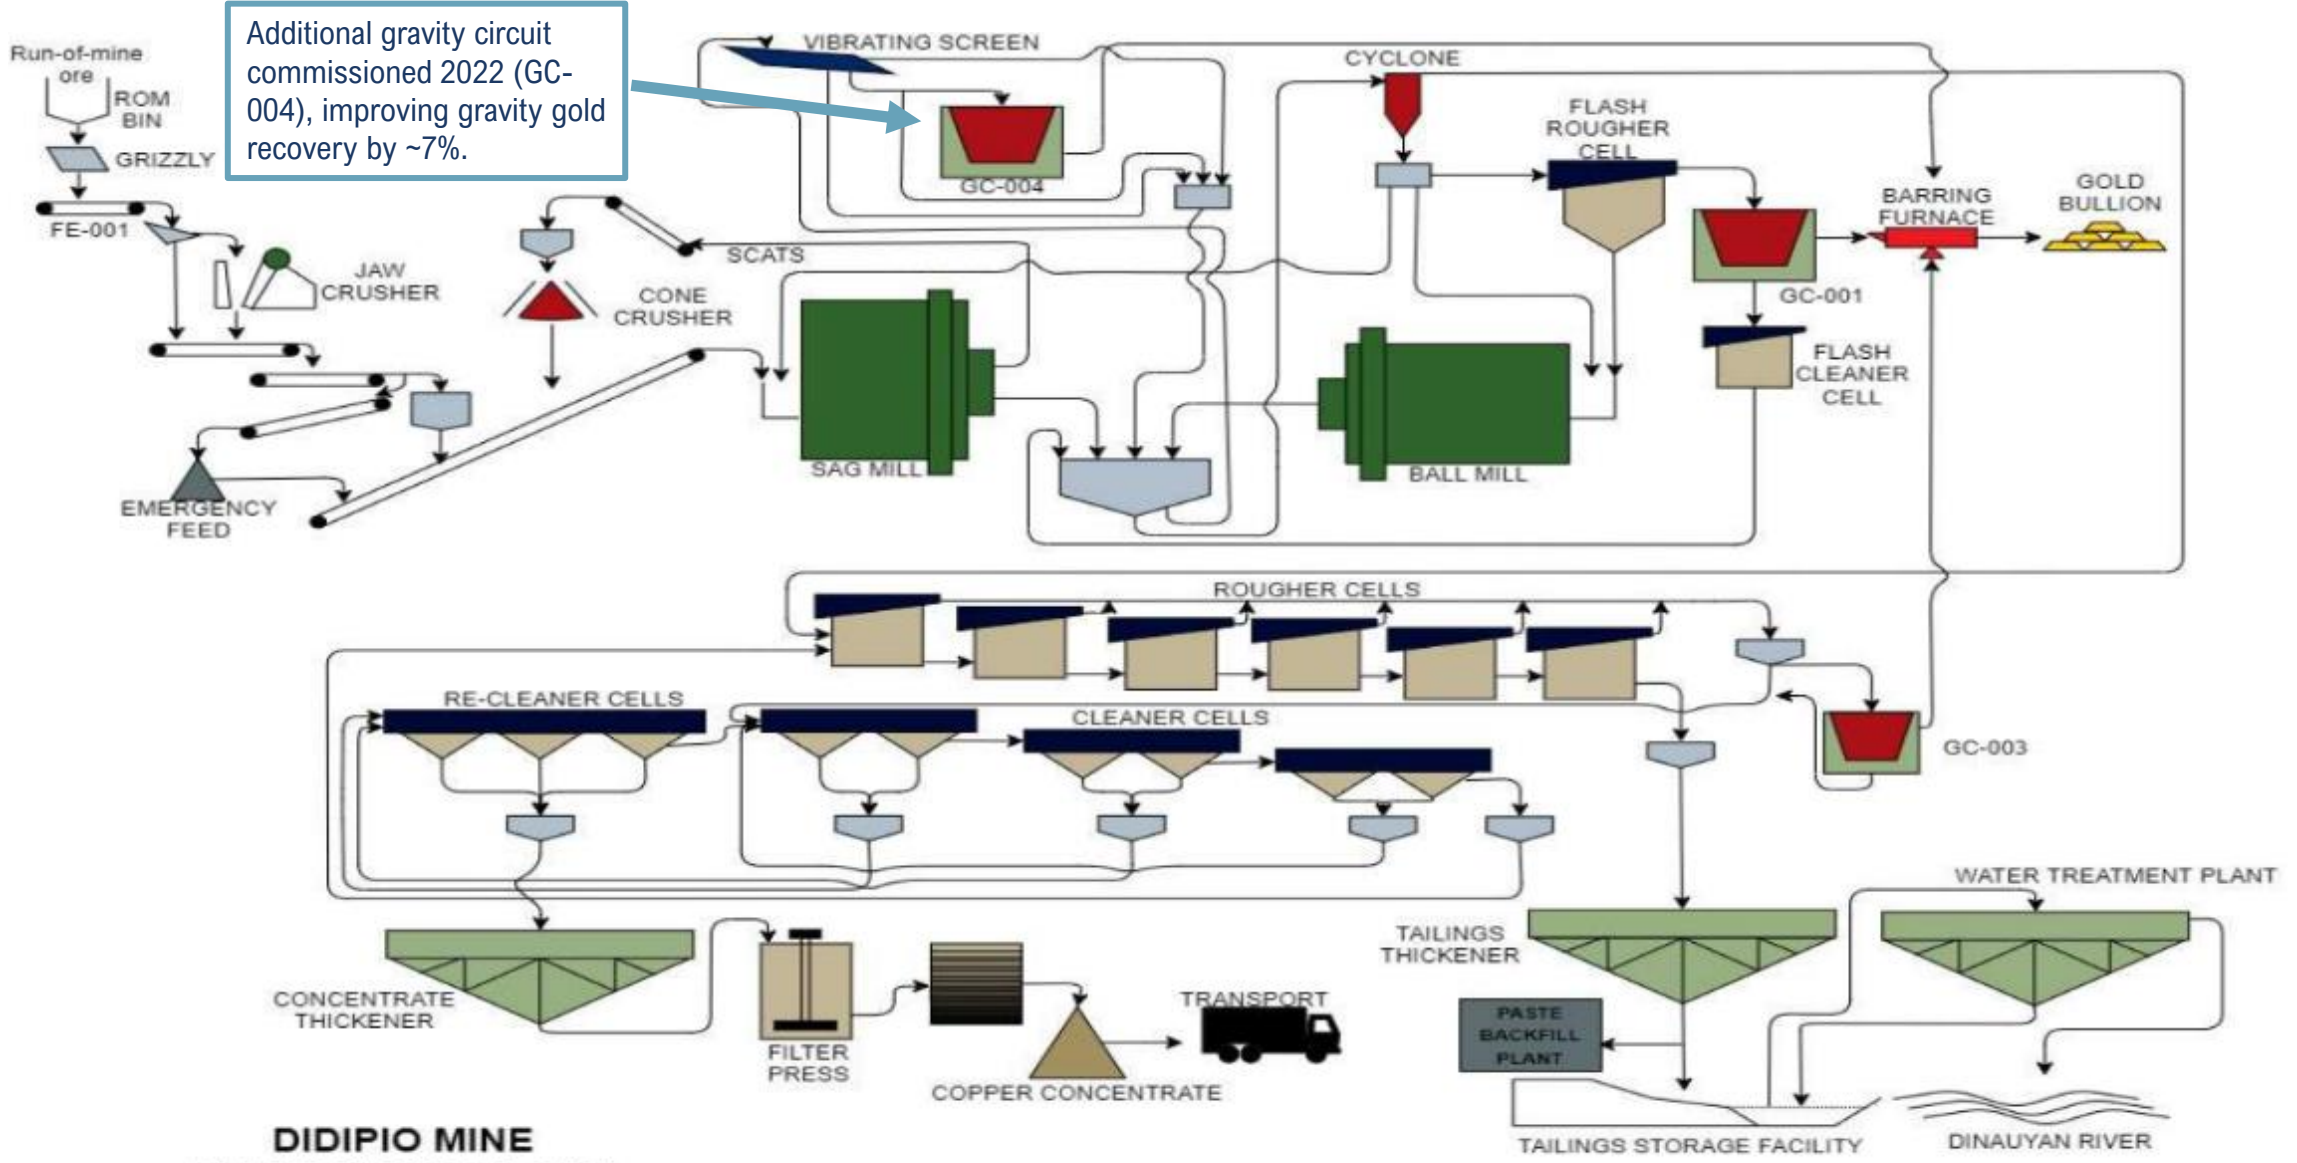 Additional gravity circuit
commissioned 2022 (GC-
004), improving gravity gold
recovery by ~7%.
Run-of-mine
ore
ROM
BIN
GRIZZLY
FE-001
JAW
CRUSHER
EMERGENCY
FEED
CONE
CRUSHER
SCATS
VIBRATING SCREEN
GC-004
SAG MILL
CYCLONE
FLASH
ROUGHER
CELL
BALL MILL
GC-001
FLASH
CLEANER
CELL
BARRING
FURNACE
GOLD
BULLION
ROUGHER CELLS
RE-CLEANER CELLS
CLEANER CELLS
GC-003
CONCENTRATE
THICKENER
FILTER
PRESS
COPPER CONCENTRATE
TRANSPORT
TAILINGS
THICKENER
WATER TREATMENT PLANT
PASTE
BACKFILL
PLANT
TAILINGS STORAGE FACILITY
DINAUYAN RIVER
DIDIPIO MINE